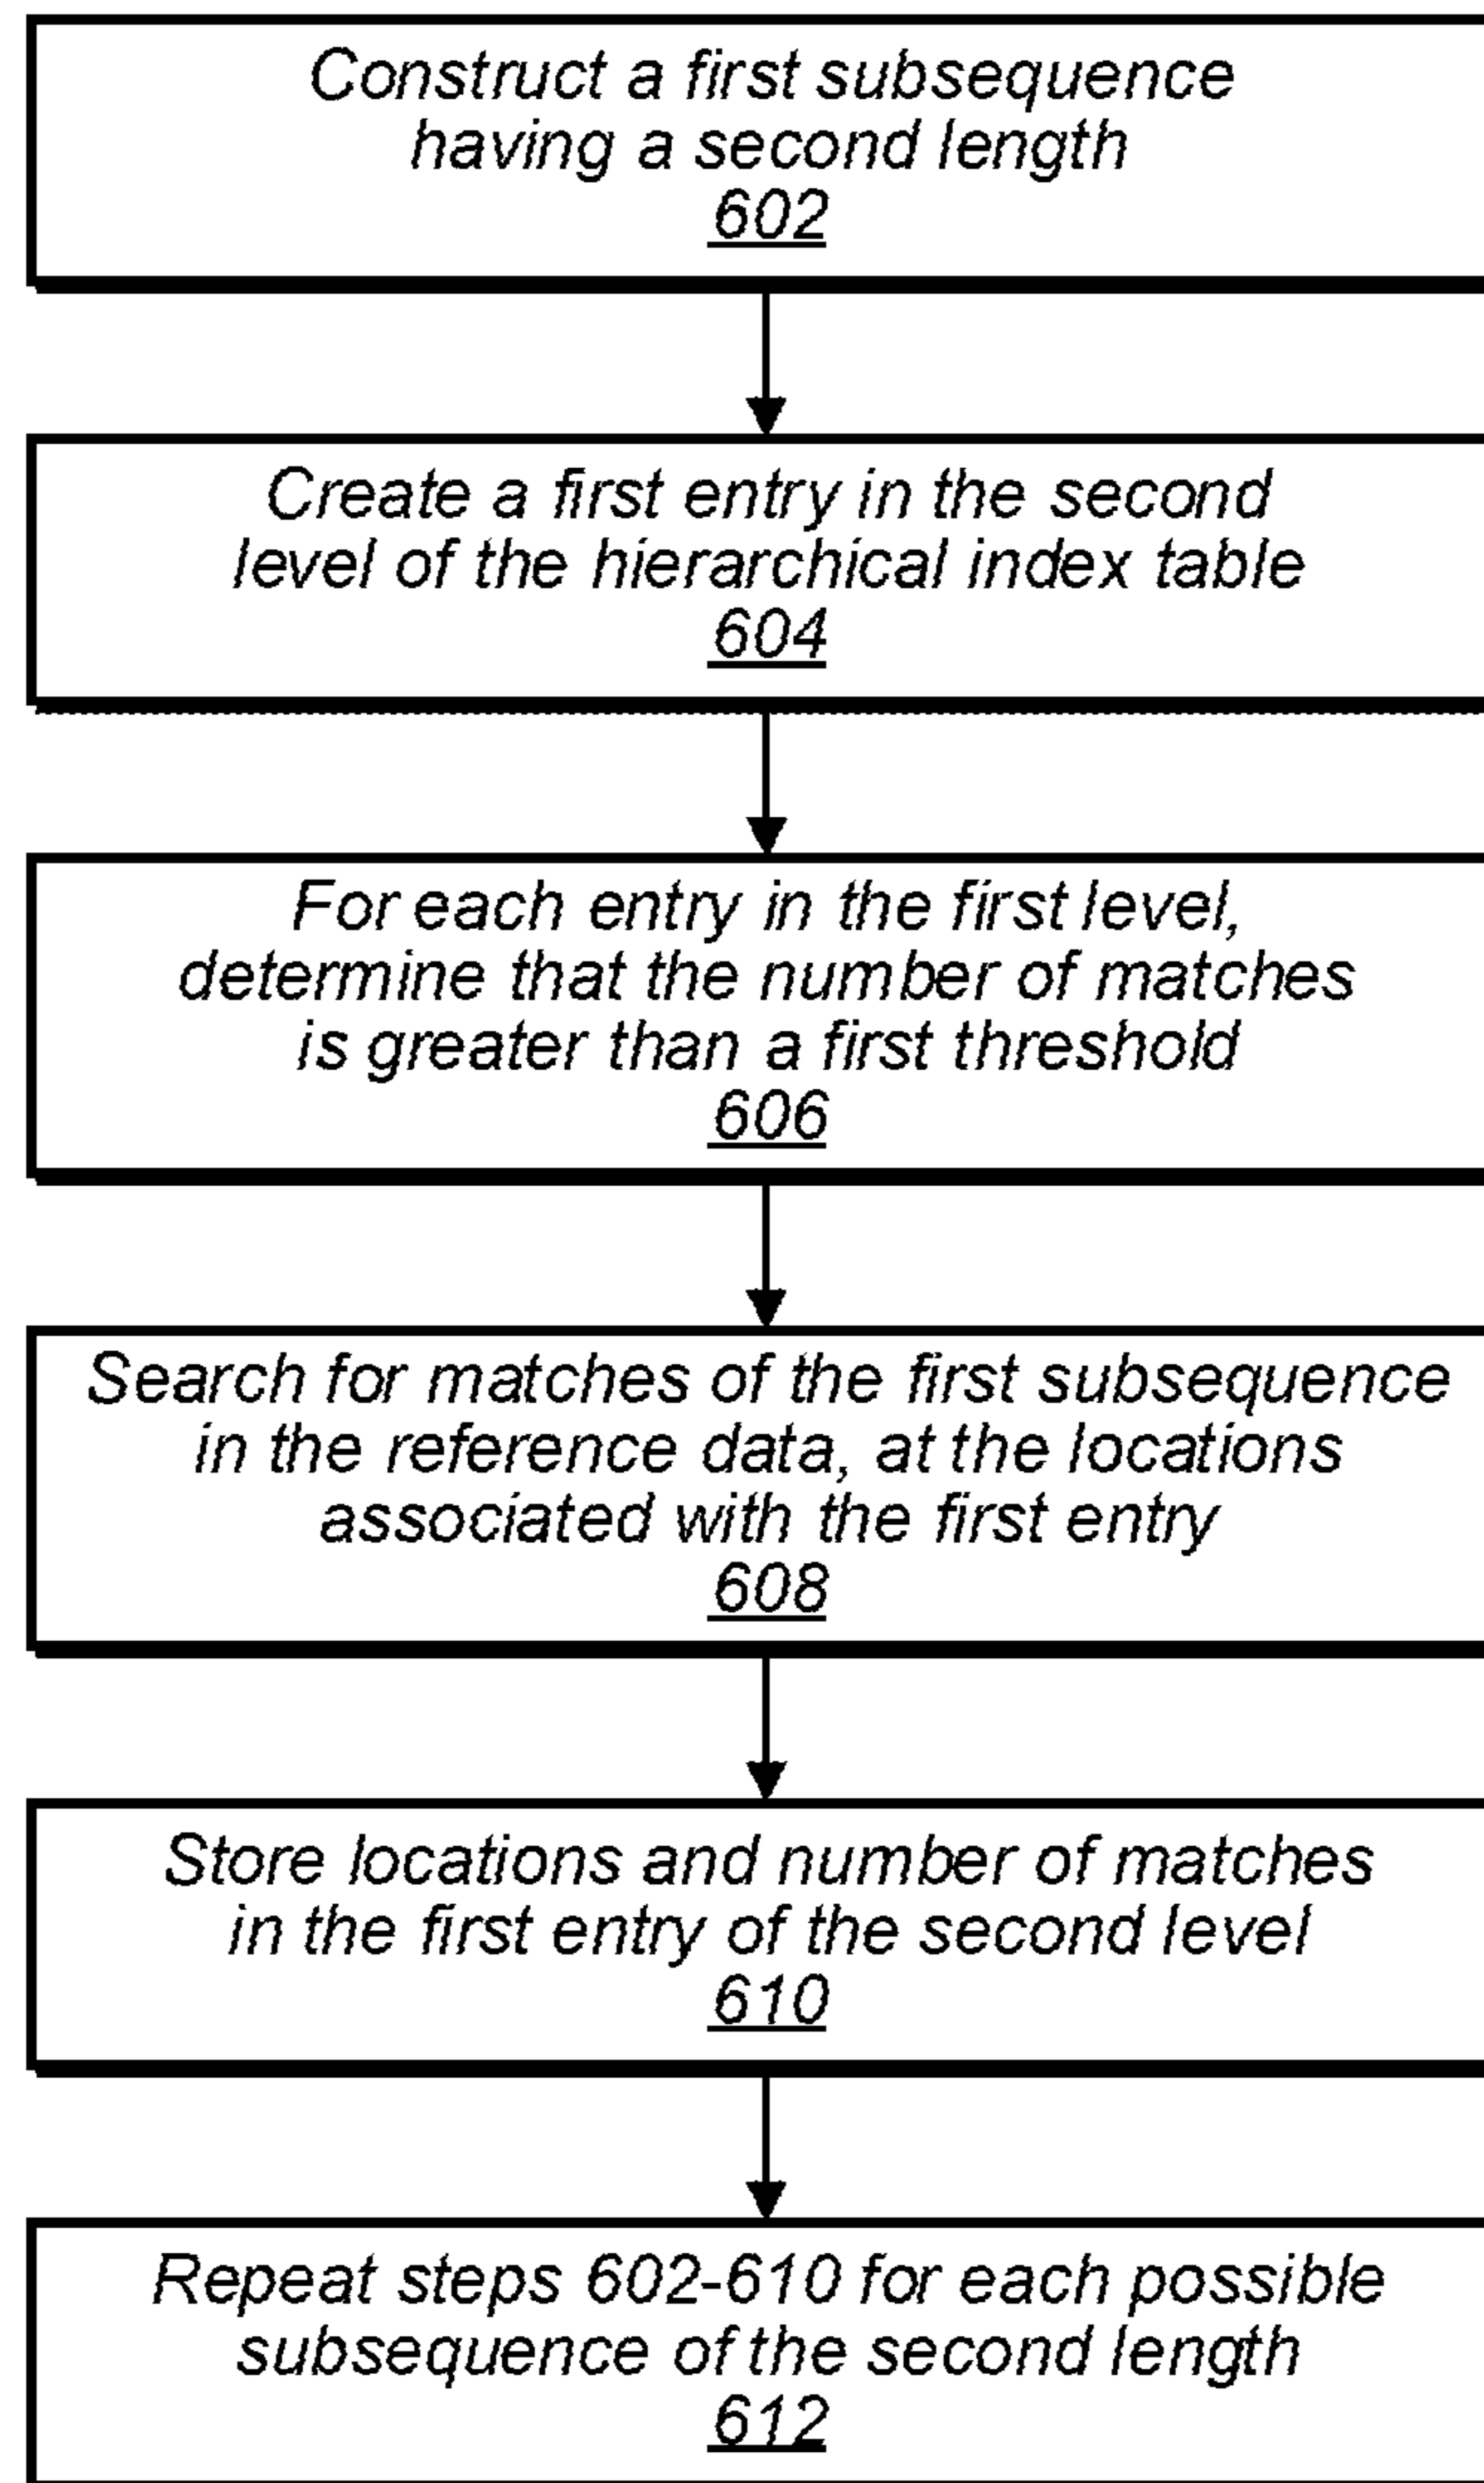 Construct a first subsequence
having a second length
602
Create a first entry in the second
level of the hierarchical index table
604
For each entry in the first level,
determine that the number of matches
is greater than a first threshold
606
Search for matches of the first subsequence
in the reference data, at the locations
associated with the first entry
608
Store locations and number of matches
in the first entry of the second level
610
Repeat steps 602-610 for each possible
subsequence of the second length
612